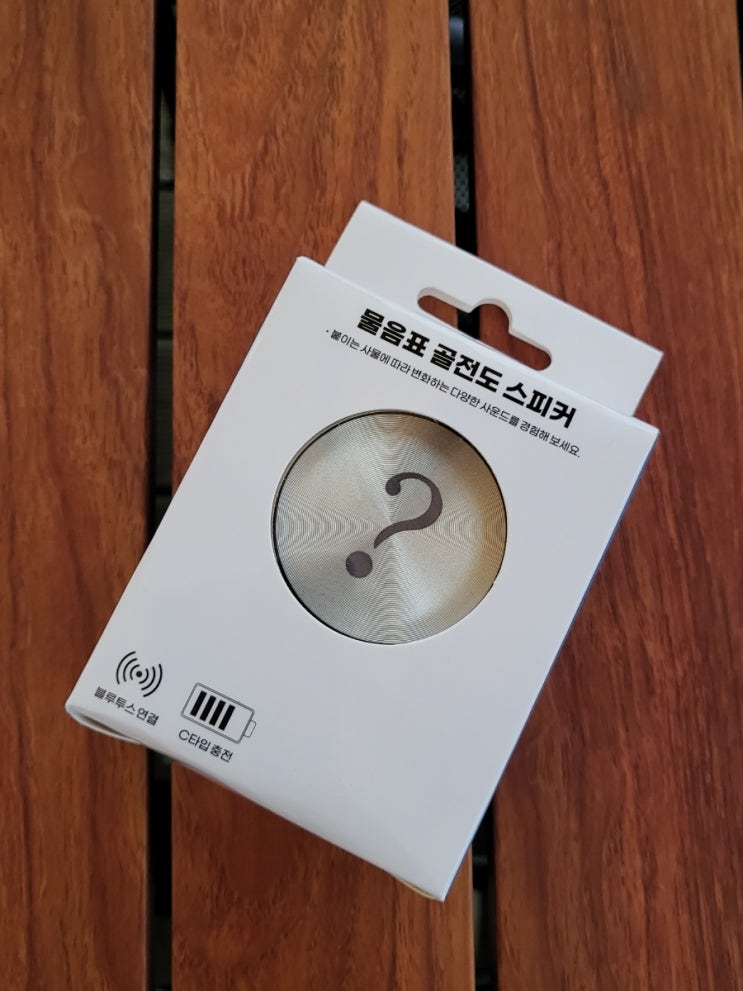 물음표 골전도 스피커
· 붙이는 사물에 따라 변화하는 다양한 사운드를 경험해 보세요.
?
블루투스 연결
C타입 충전